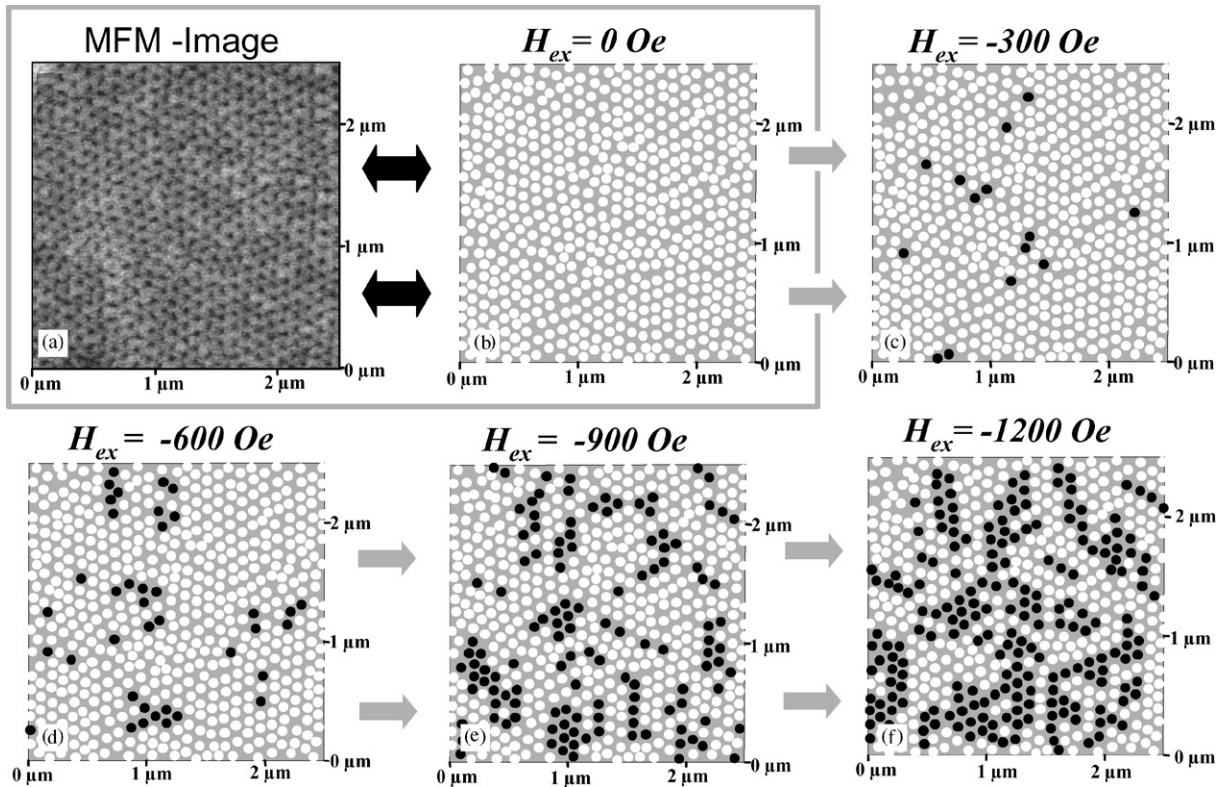 MFM -Image
H_ex = 0 Oe
H_ex = -300 Oe
2 µm
1 µm
0 µm
(a)
0 µm 1 µm 2 µm
2 µm
1 µm
0 µm
(b)
0 µm 1 µm 2 µm
2 µm
1 µm
0 µm
(c)
0 µm 1 µm 2 µm
H_ex = -600 Oe
H_ex = -900 Oe
H_ex = -1200 Oe
2 µm
1 µm
0 µm
(d)
0 µm 1 µm 2 µm
2 µm
1 µm
0 µm
(e)
0 µm 1 µm 2 µm
2 µm
1 µm
0 µm
(f)
0 µm 1 µm 2 µm